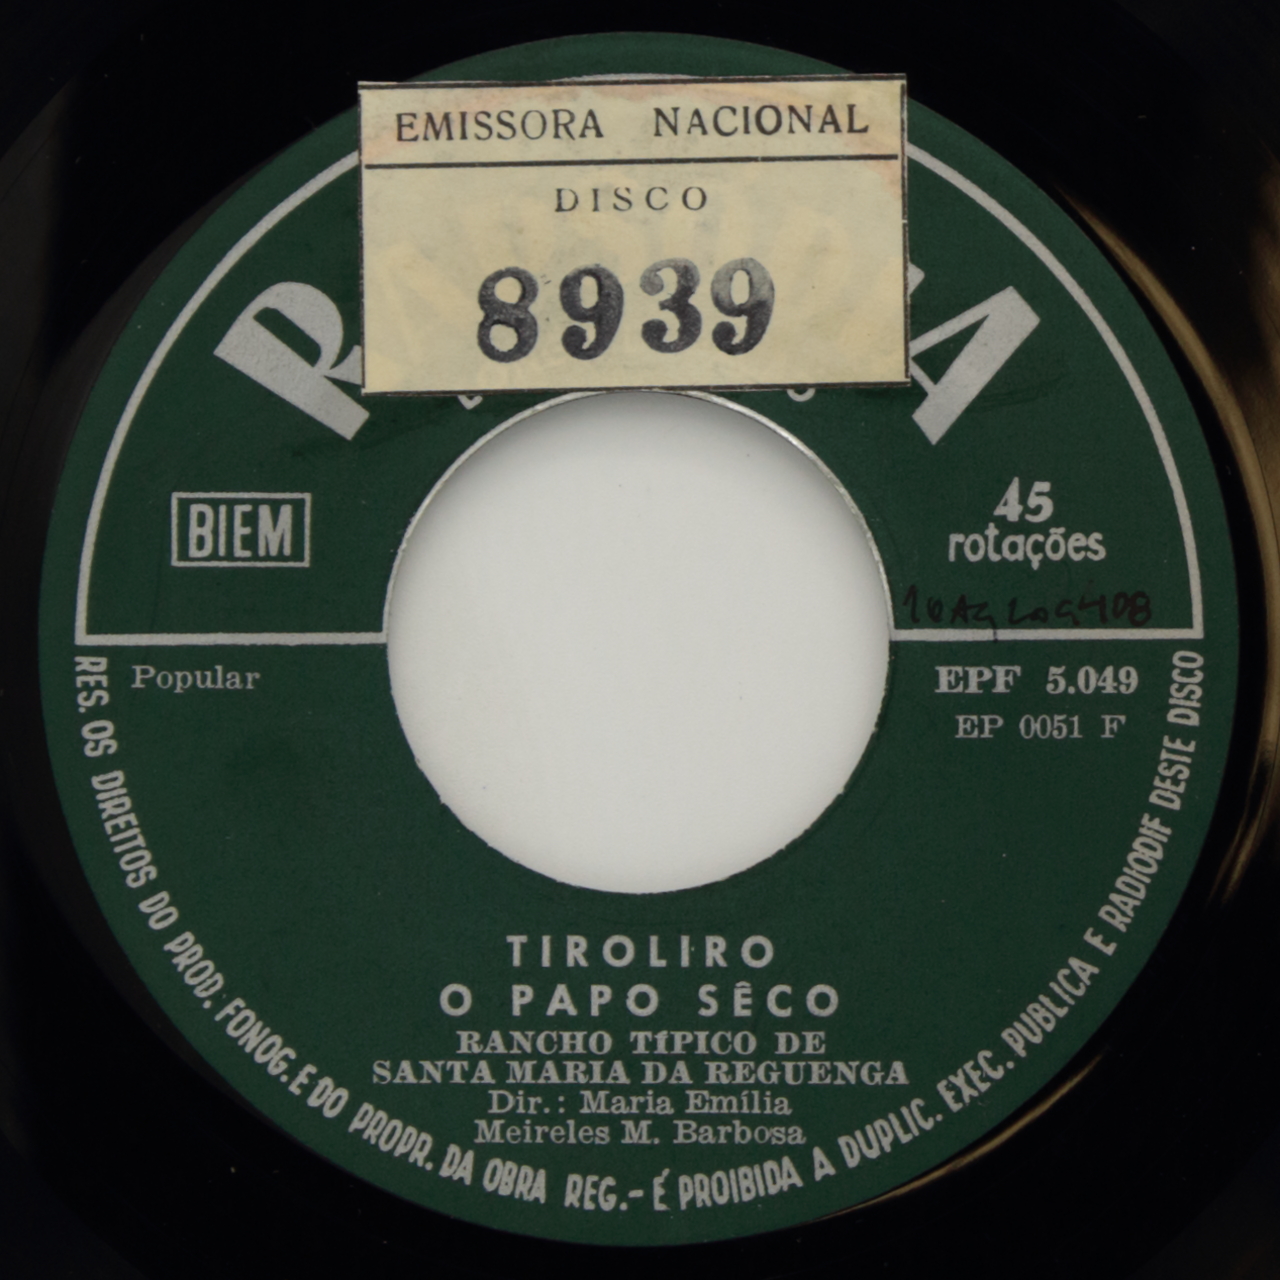 EMISSORA NACIONAL
DISCO
8939
BIEM
45
rotações
Popular
EPF 5.049
EP 0051 F
TIROLIRO
O PAPO SÊCO
RANCHO TÍPICO DE
SANTA MARIA DA REGUENGA
Dir.: Maria Emília
Meireles M. Barbosa
RES. OS DIREITOS DO PROD. FONOG. E DO PROPR. DA OBRA REG.- É PROIBIDA A DUPLIC. EXEC. PUBLICA E RADIODIF DESTE DISCO